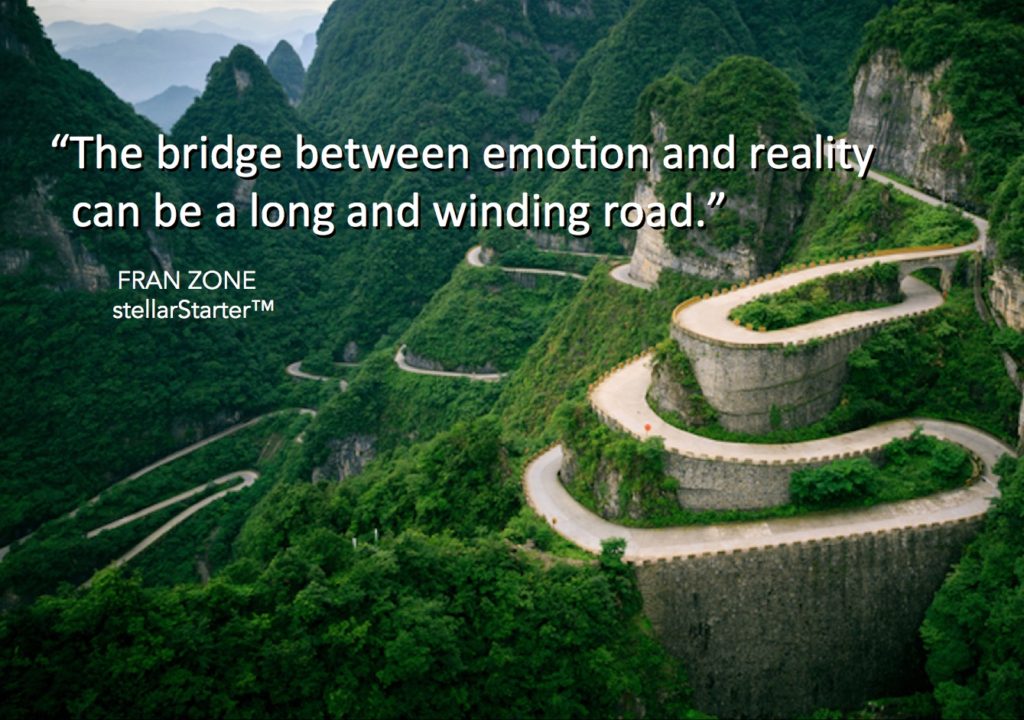 “The bridge between emotion and reality
can be a long and winding road.”
FRAN ZONE
stellarStarter™